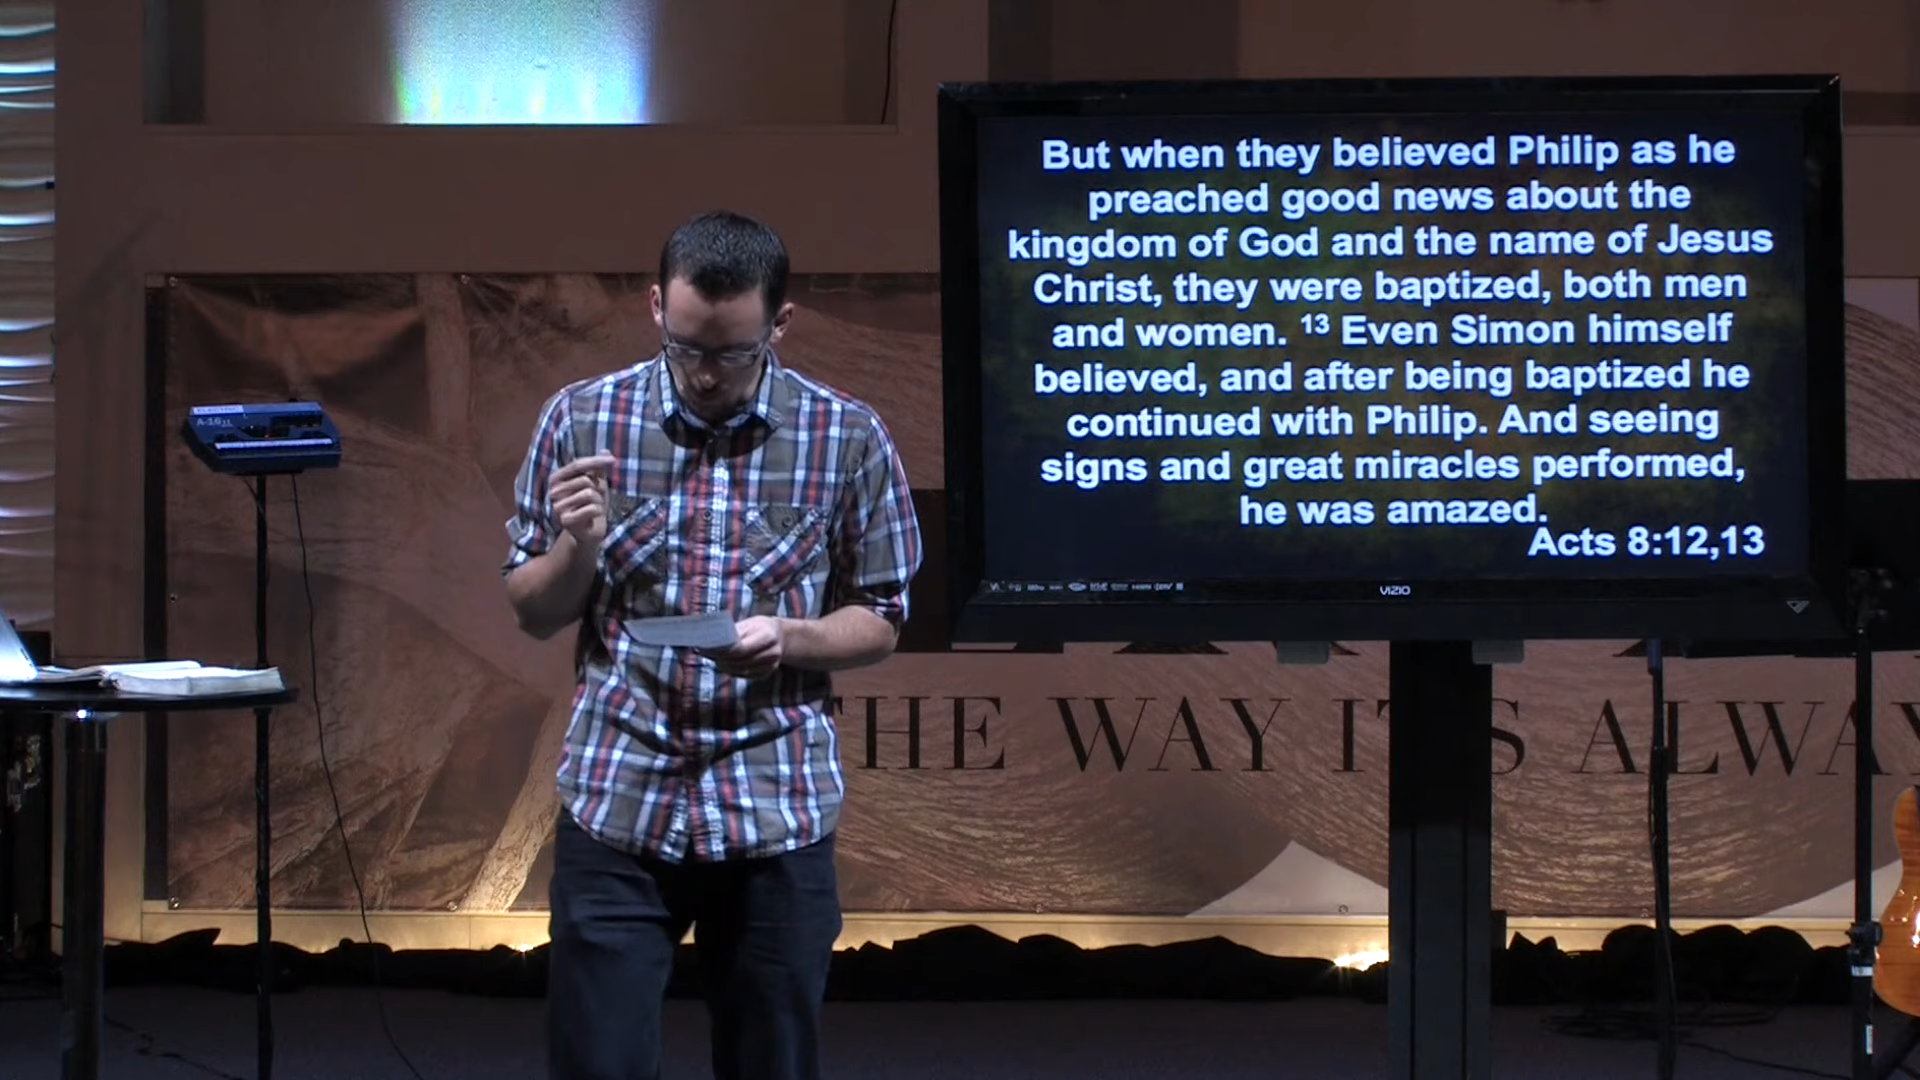 But when they believed Philip as he
preached good news about the
kingdom of God and the name of Jesus
Christ, they were baptized, both men
and women. 13 Even Simon himself
believed, and after being baptized he
continued with Philip. And seeing
signs and great miracles performed,
he was amazed.
Acts 8:12,13
VIZIO
A-16II
HE WAY IT'S ALWAY